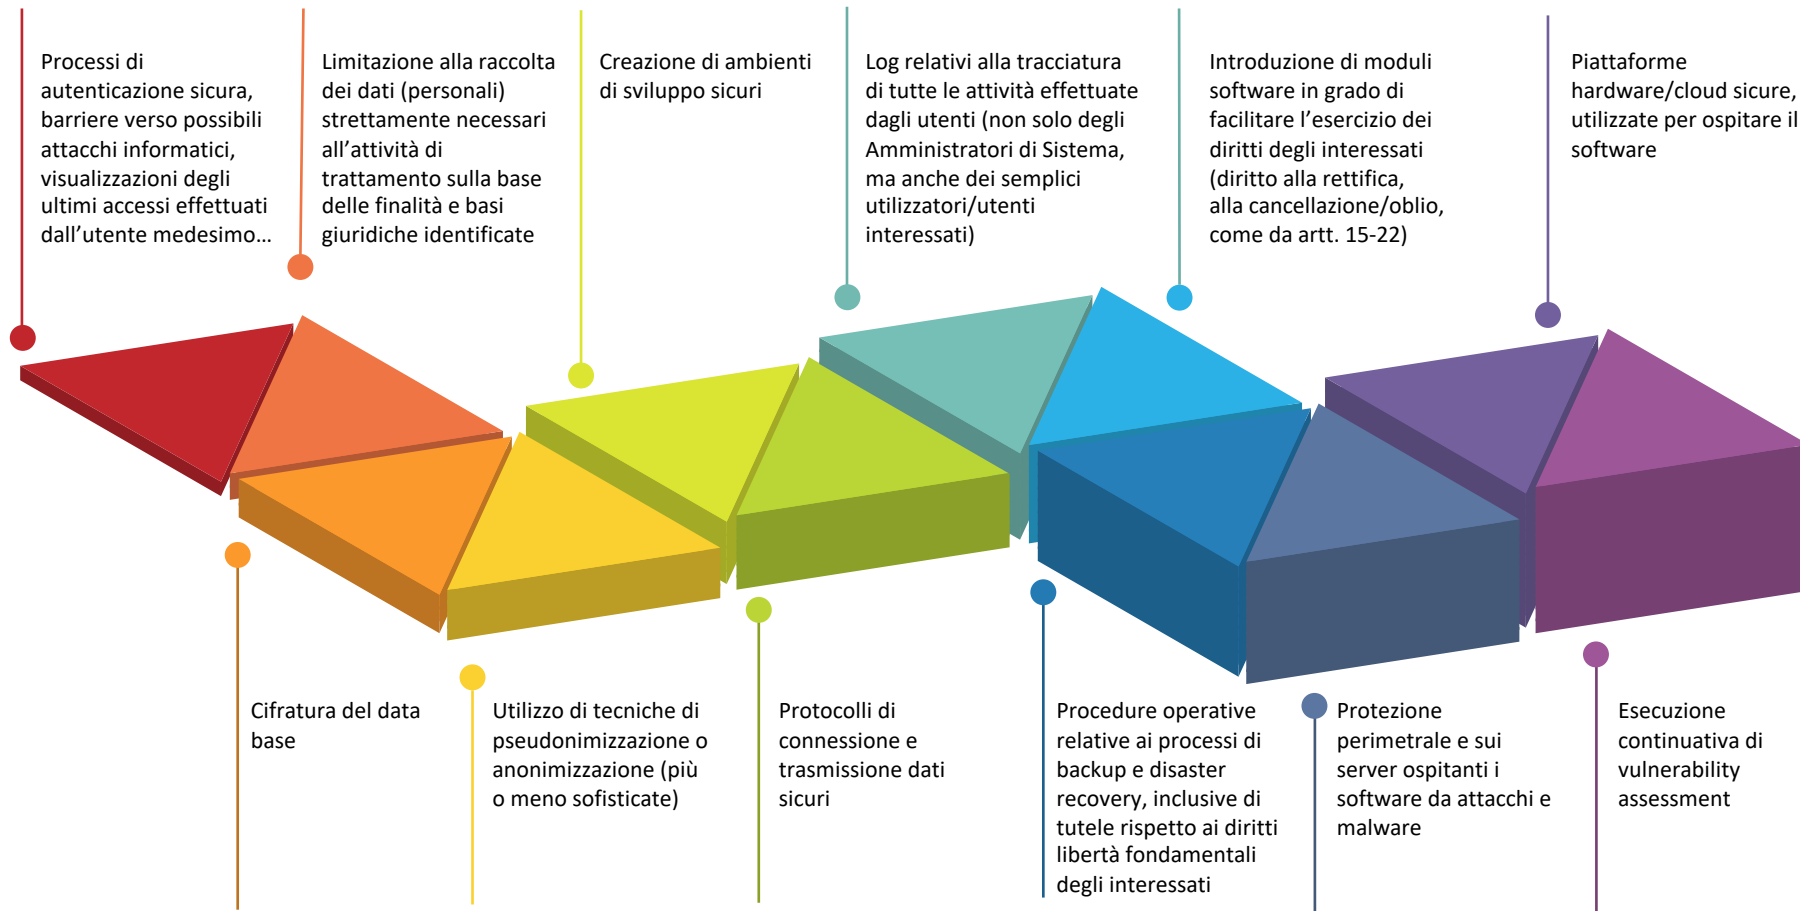 Processi di
autenticazione sicura,
barriere verso possibili
attacchi informatici,
visualizzazioni degli
ultimi accessi effettuati
dall’utente medesimo…
Limitazione alla raccolta
dei dati (personali)
strettamente necessari
all’attività di
trattamento sulla base
delle finalità e basi
giuridiche identificate
Creazione di ambienti
di sviluppo sicuri
Log relativi alla tracciatura
di tutte le attività effettuate
dagli utenti (non solo degli
Amministratori di Sistema,
ma anche dei semplici
utilizzatori/utenti
interessati)
Introduzione di moduli
software in grado di
facilitare l’esercizio dei
diritti degli interessati
(diritto alla rettifica,
alla cancellazione/oblio,
come da artt. 15-22)
Piattaforme
hardware/cloud sicure,
utilizzate per ospitare il
software
Cifratura del data
base
Utilizzo di tecniche di
pseudonimizzazione o
anonimizzazione (più
o meno sofisticate)
Protocolli di
connessione e
trasmissione dati
sicuri
Procedure operative
relative ai processi di
backup e disaster
recovery, inclusive di
tutele rispetto ai diritti
libertà fondamentali
degli interessati
Protezione
perimetrale e sui
server ospitanti i
software da attacchi e
malware
Esecuzione
continuativa di
vulnerability
assessment